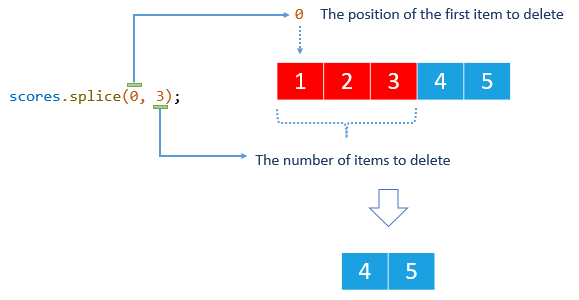 0 The position of the first item to delete
1 2 3 4 5
scores.splice(0, 3);
The number of items to delete
4 5